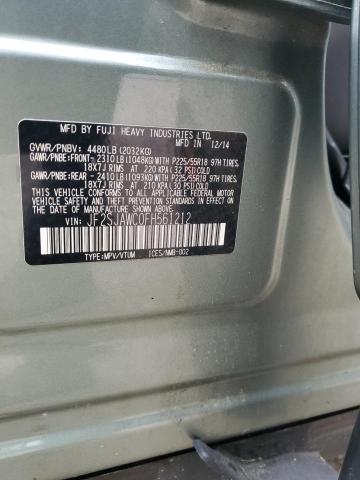 MFD BY FUJI HEAVY INDUSTRIES LTD.
MFD IN 12/14
GVWR/PNBV: 4480LB(2032KG)
GAWR/PNBE:FRONT- 2310LB(1048KG)WITH P225/55R18 97H TIRES.
18X7J RIMS AT 220 KPA( 32 PSI)COLD
GAWR/PNBE:REAR- 2410LB(1093KG)WITH P225/55R18 97H TIRES.
18X7J RIMS AT 210 KPA( 30 PSI)COLD
THIS VEHICLE CONFORMS TO ALL APPLICABLE FEDERAL MOTOR
VEHICLE SAFETY AND THEFT PREVENTION STANDARDS IN EFFECT
ON THE DATE OF MANUFACTURE SHOWN ABOVE.
VIN: JF2SJAWC0FH561212
TYPE:MPV/VTUM ICES/NMB-002